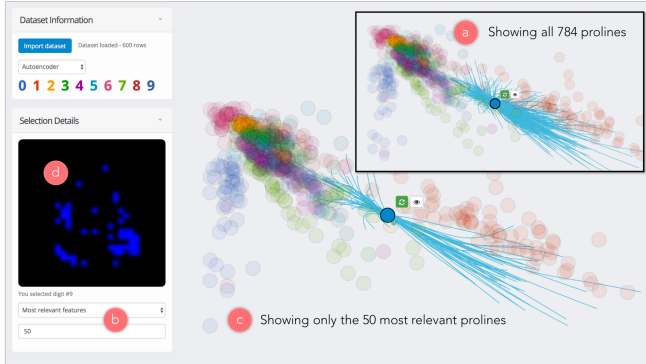 Dataset Information
Import dataset Dataset loaded - 600 rows
Autoencoder
0 1 2 3 4 5 6 7 8 9
Selection Details
d
You selected digit #9
Most relevant features
b
50
a Showing all 784 prolines
c Showing only the 50 most relevant prolines